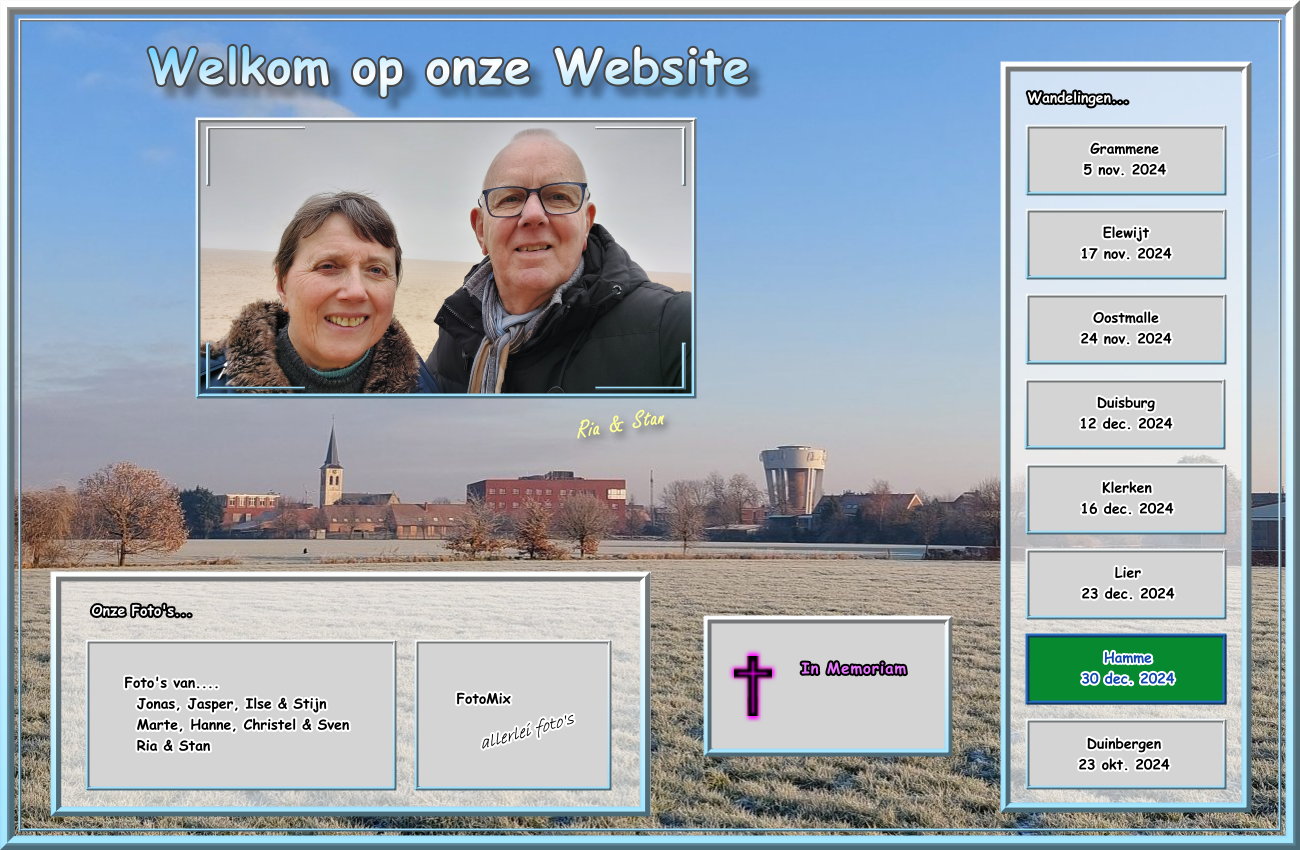 Welkom op onze Website
Ria & Stan
Wandelingen...
Grammene
5 nov. 2024
Elewijt
17 nov. 2024
Oostmalle
24 nov. 2024
Duisburg
12 dec. 2024
Klerken
16 dec. 2024
Lier
23 dec. 2024
Hamme
30 dec. 2024
Duinbergen
23 okt. 2024
Onze Foto's...
Foto's van....
Jonas, Jasper, Ilse & Stijn
Marte, Hanne, Christel & Sven
Ria & Stan
FotoMix
allerleí foto's
In Memoriam